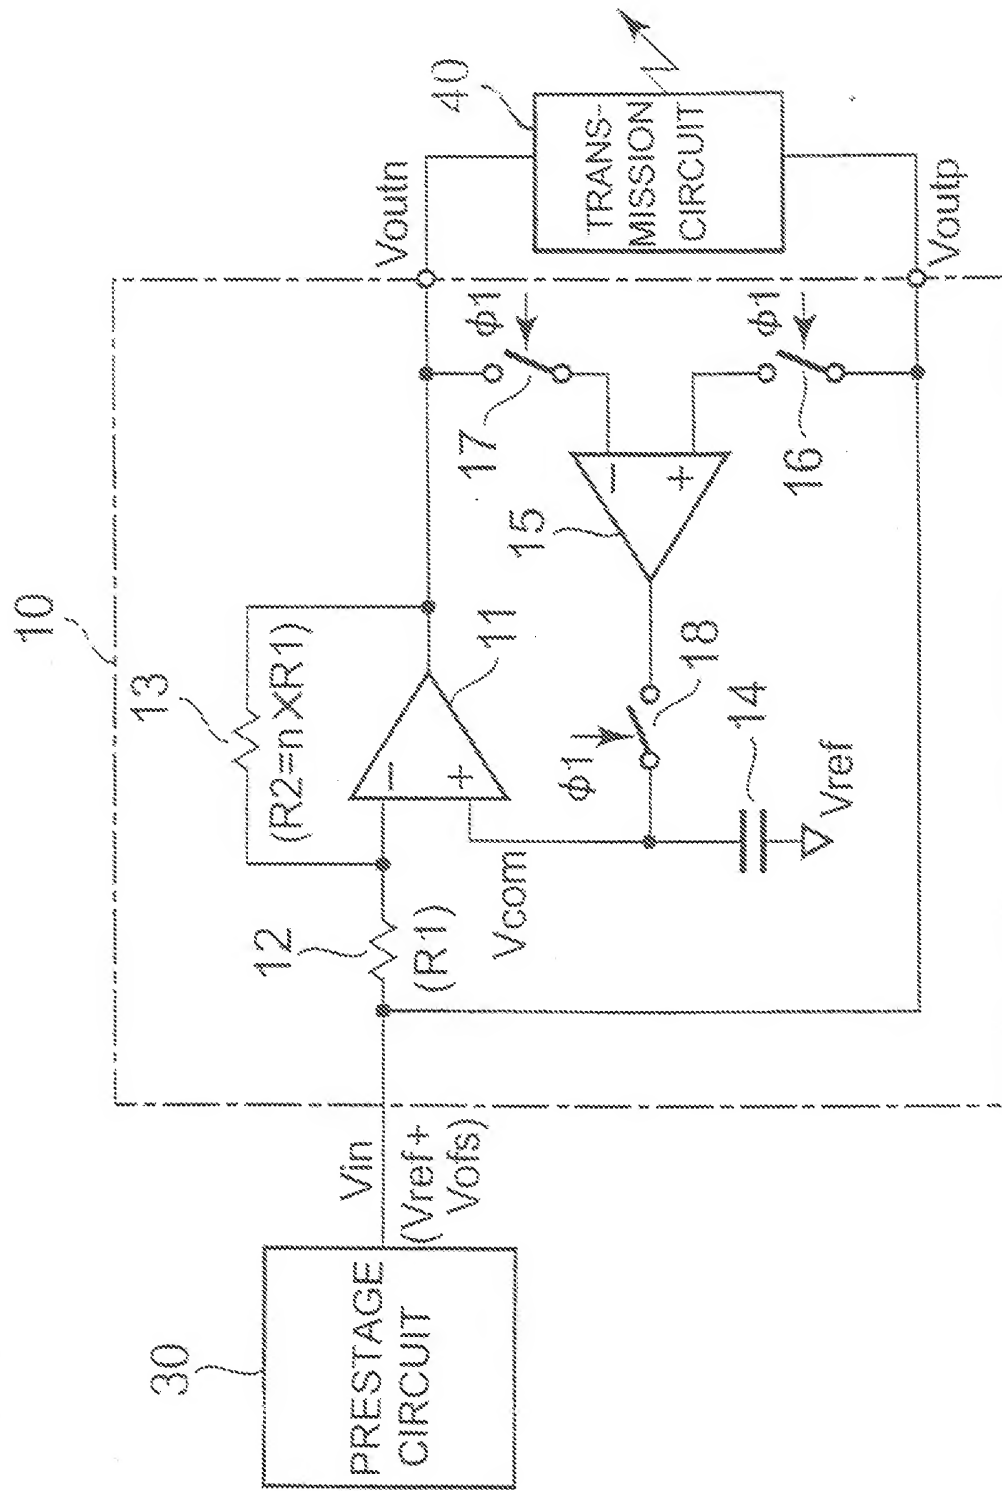 10
30
PRESTAGE
CIRCUIT
Vin
(Vref+
Vofs)
12
(R1)
13
(R2=n×R1)
−
+
11
Vcom
ϕ1
18
14
Vref
15
−
+
17
ϕ1
16
ϕ1
Voutn
Voutp
40
TRANS-
MISSION
CIRCUIT